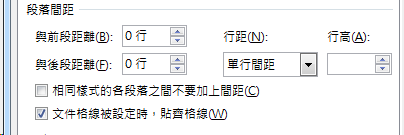 段落間距
與前段距離(B): 0 行 行距(N): 行高(A):
與後段距離(F): 0 行 單行間距
相同樣式的各段落之間不要加上間距(C)
文件格線被設定時，貼齊格線(W)